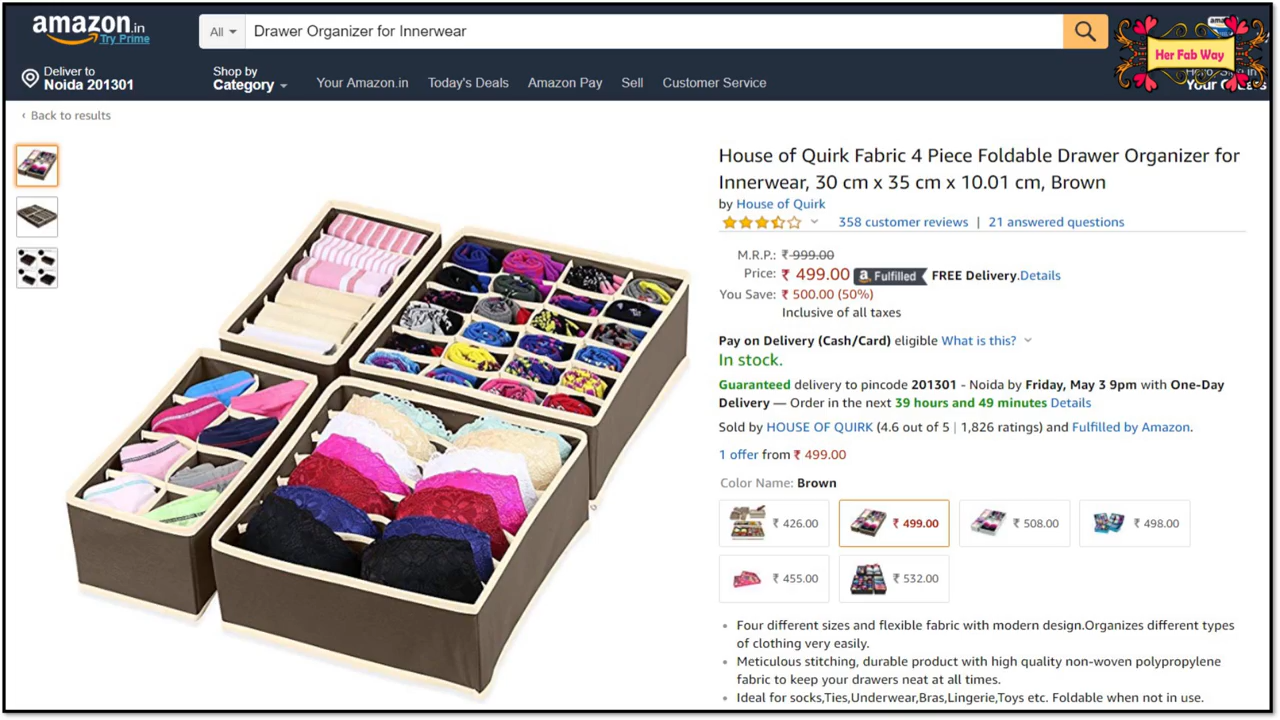 amazon.in
Try Prime
All
Drawer Organizer for Innerwear
Her Fab Way
Deliver to
Noida 201301
Shop by
Category
Your Amazon.in
Today's Deals
Amazon Pay
Sell
Customer Service
Your Orders
‹ Back to results
House of Quirk Fabric 4 Piece Foldable Drawer Organizer for
Innerwear, 30 cm x 35 cm x 10.01 cm, Brown
by House of Quirk
358 customer reviews | 21 answered questions
M.R.P.: ₹ 999.00
Price: ₹ 499.00 a Fulfilled FREE Delivery.Details
You Save: ₹ 500.00 (50%)
Inclusive of all taxes
Pay on Delivery (Cash/Card) eligible What is this?
In stock.
Guaranteed delivery to pincode 201301 - Noida by Friday, May 3 9pm with One-Day
Delivery — Order in the next 39 hours and 49 minutes Details
Sold by HOUSE OF QUIRK (4.6 out of 5 | 1,826 ratings) and Fulfilled by Amazon.
1 offer from ₹ 499.00
Color Name: Brown
₹ 426.00
₹ 499.00
₹ 508.00
₹ 498.00
₹ 455.00
₹ 532.00
• Four different sizes and flexible fabric with modern design.Organizes different types
of clothing very easily.
• Meticulous stitching, durable product with high quality non-woven polypropylene
fabric to keep your drawers neat at all times.
• Ideal for socks,Ties,Underwear,Bras,Lingerie,Toys etc. Foldable when not in use.